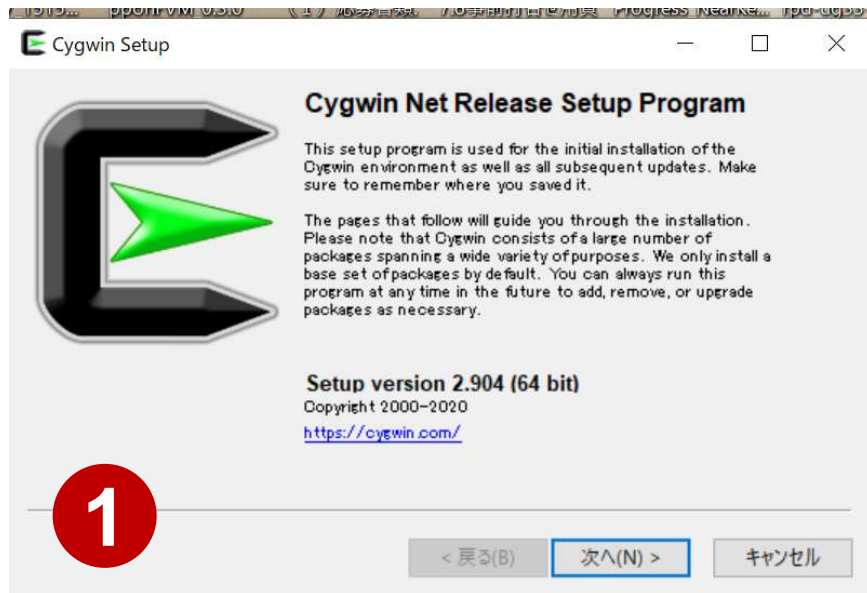 ppohFVM 0.3.0
Cygwin Setup
Cygwin Net Release Setup Program
This setup program is used for the initial installation of the
Cygwin environment as well as all subsequent updates. Make
sure to remember where you saved it.
The pages that follow will guide you through the installation.
Please note that Cygwin consists of a large number of
packages spanning a wide variety of purposes. We only install a
base set of packages by default. You can always run this
program at any time in the future to add, remove, or upgrade
packages as necessary.
Setup version 2.904 (64 bit)
Copyright 2000-2020
https://cygwin.com/
1
< 戻る(B) 次へ(N) > キャンセル